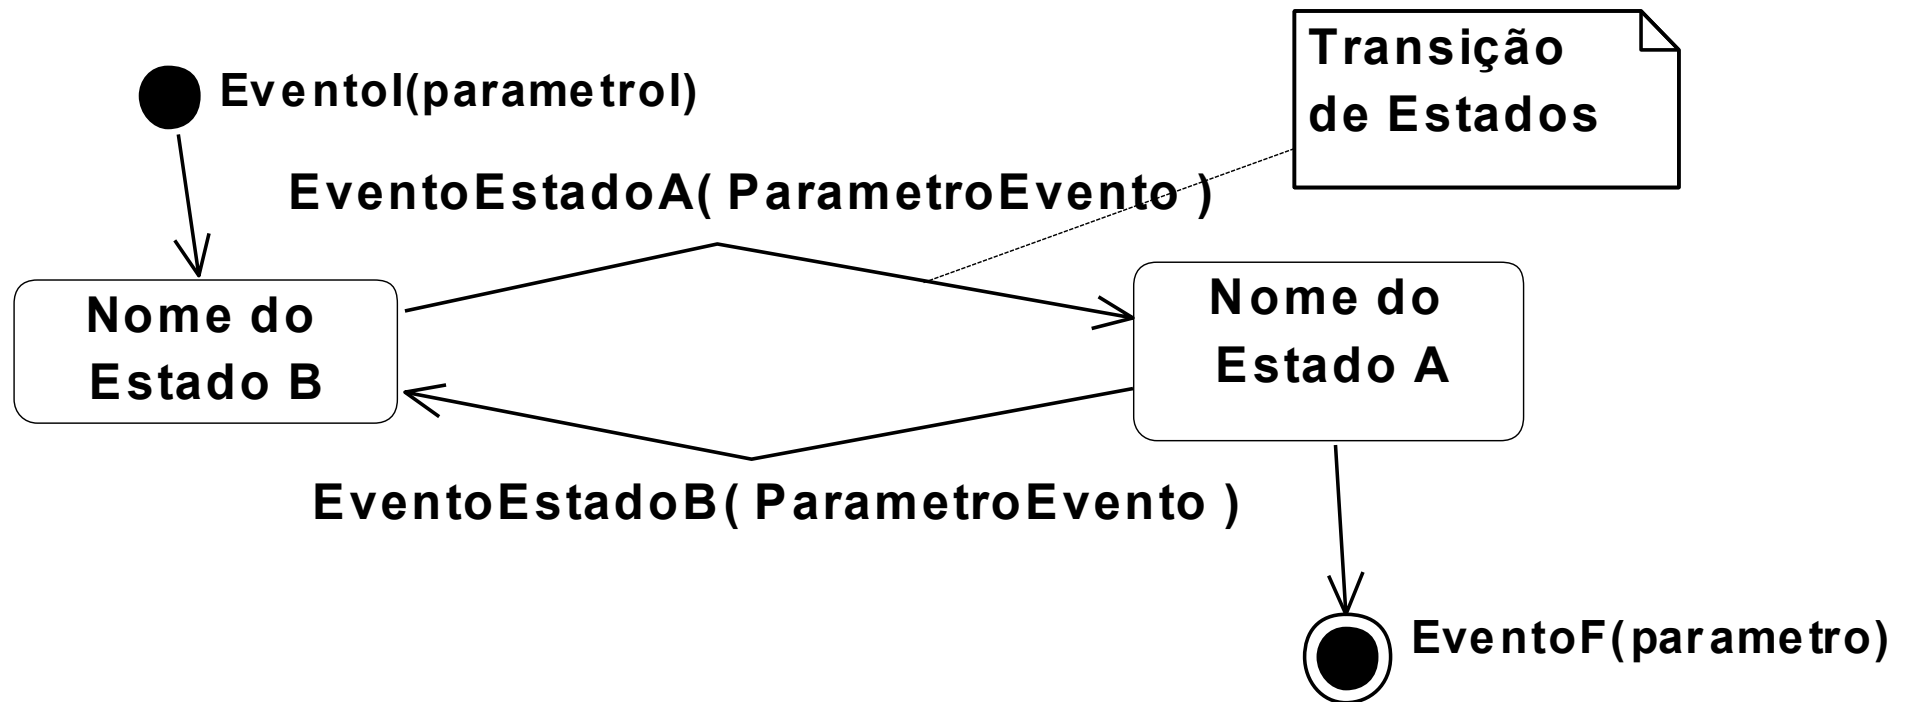 Transição
de Estados
EventoI(parametroI)
EventoEstadoA( ParametroEvento )
Nome do
Estado B
Nome do
Estado A
EventoEstadoB( ParametroEvento )
EventoF(parametro)